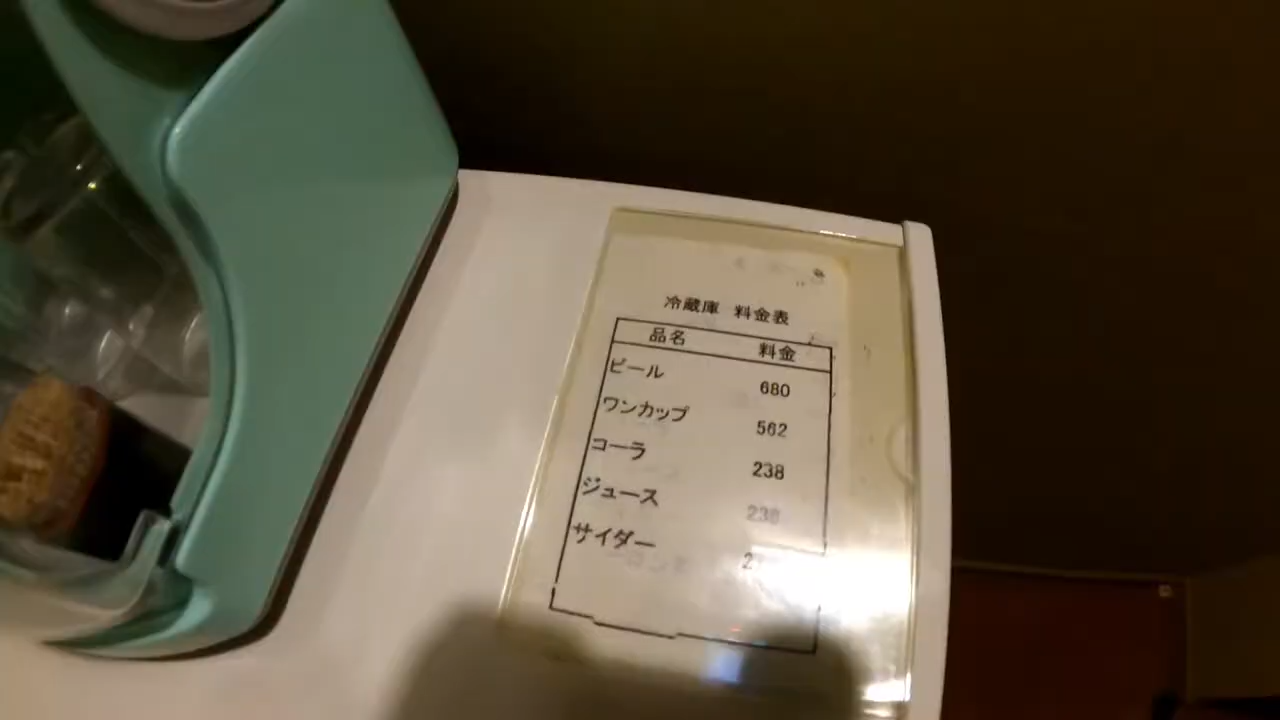 冷蔵庫 料金表
品名 料金
ビール 680
ワンカップ 562
コーラ 238
ジュース 238
サイダー